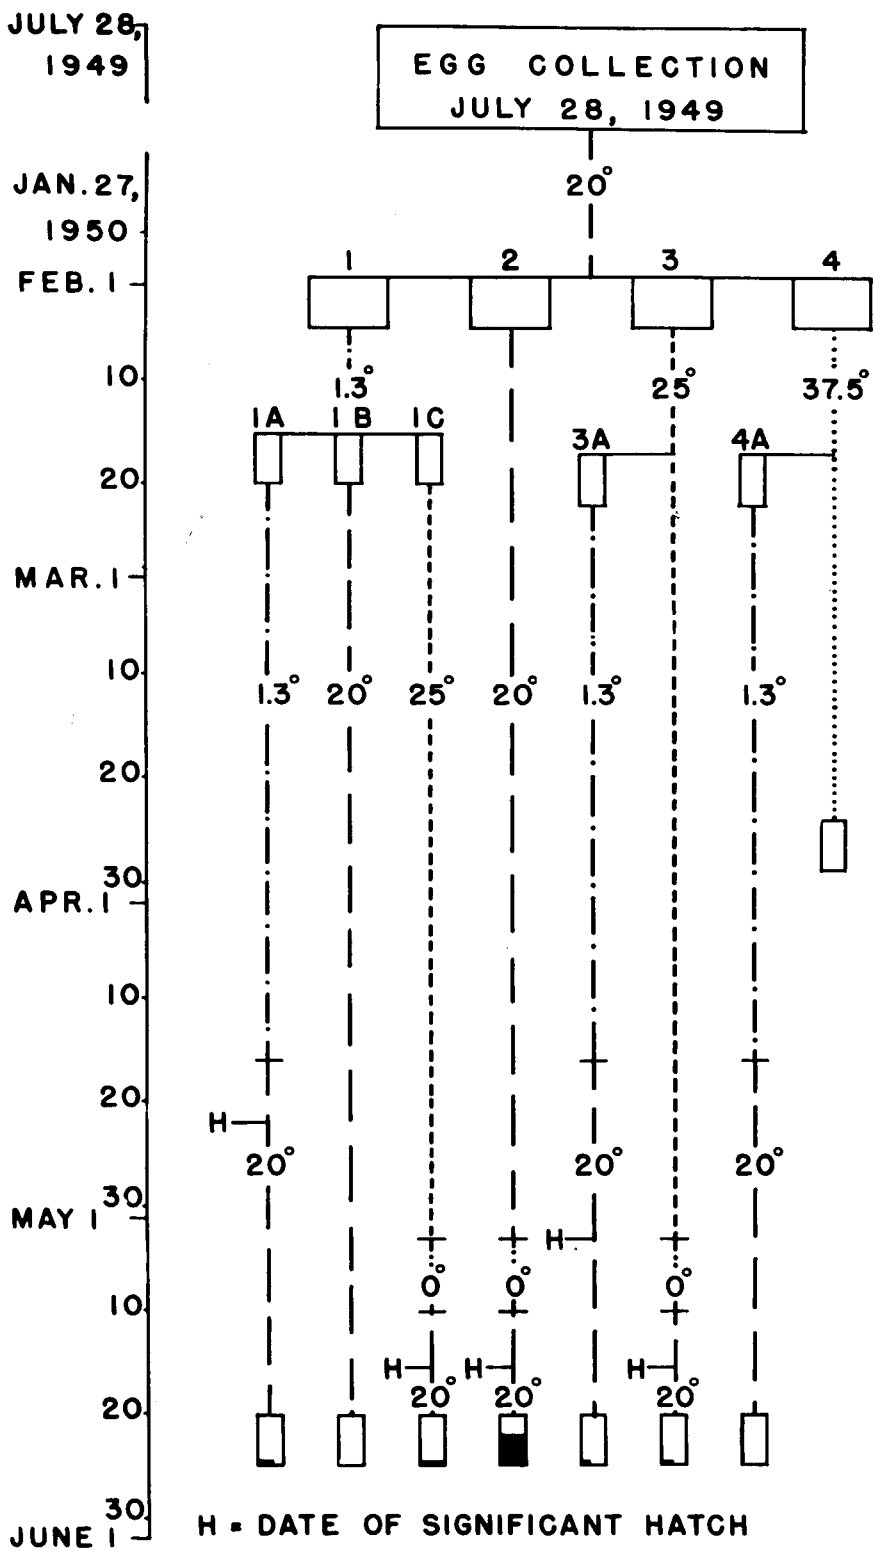 JULY 28,
1949
EGG COLLECTION
JULY 28, 1949
20°
JAN. 27,
1950
1 2 3 4
FEB. 1
10
1.3° 25° 37.5°
1A 1B 1C
3A 4A
20
MAR. 1
10
1.3° 20° 25° 20° 1.3° 1.3°
20
30
APR. 1
10
20
H
20° 20° 20°
30
MAY 1
H
0° 0° 0°
10
H H H
20° 20° 20°
20
30
H = DATE OF SIGNIFICANT HATCH
JUNE 1